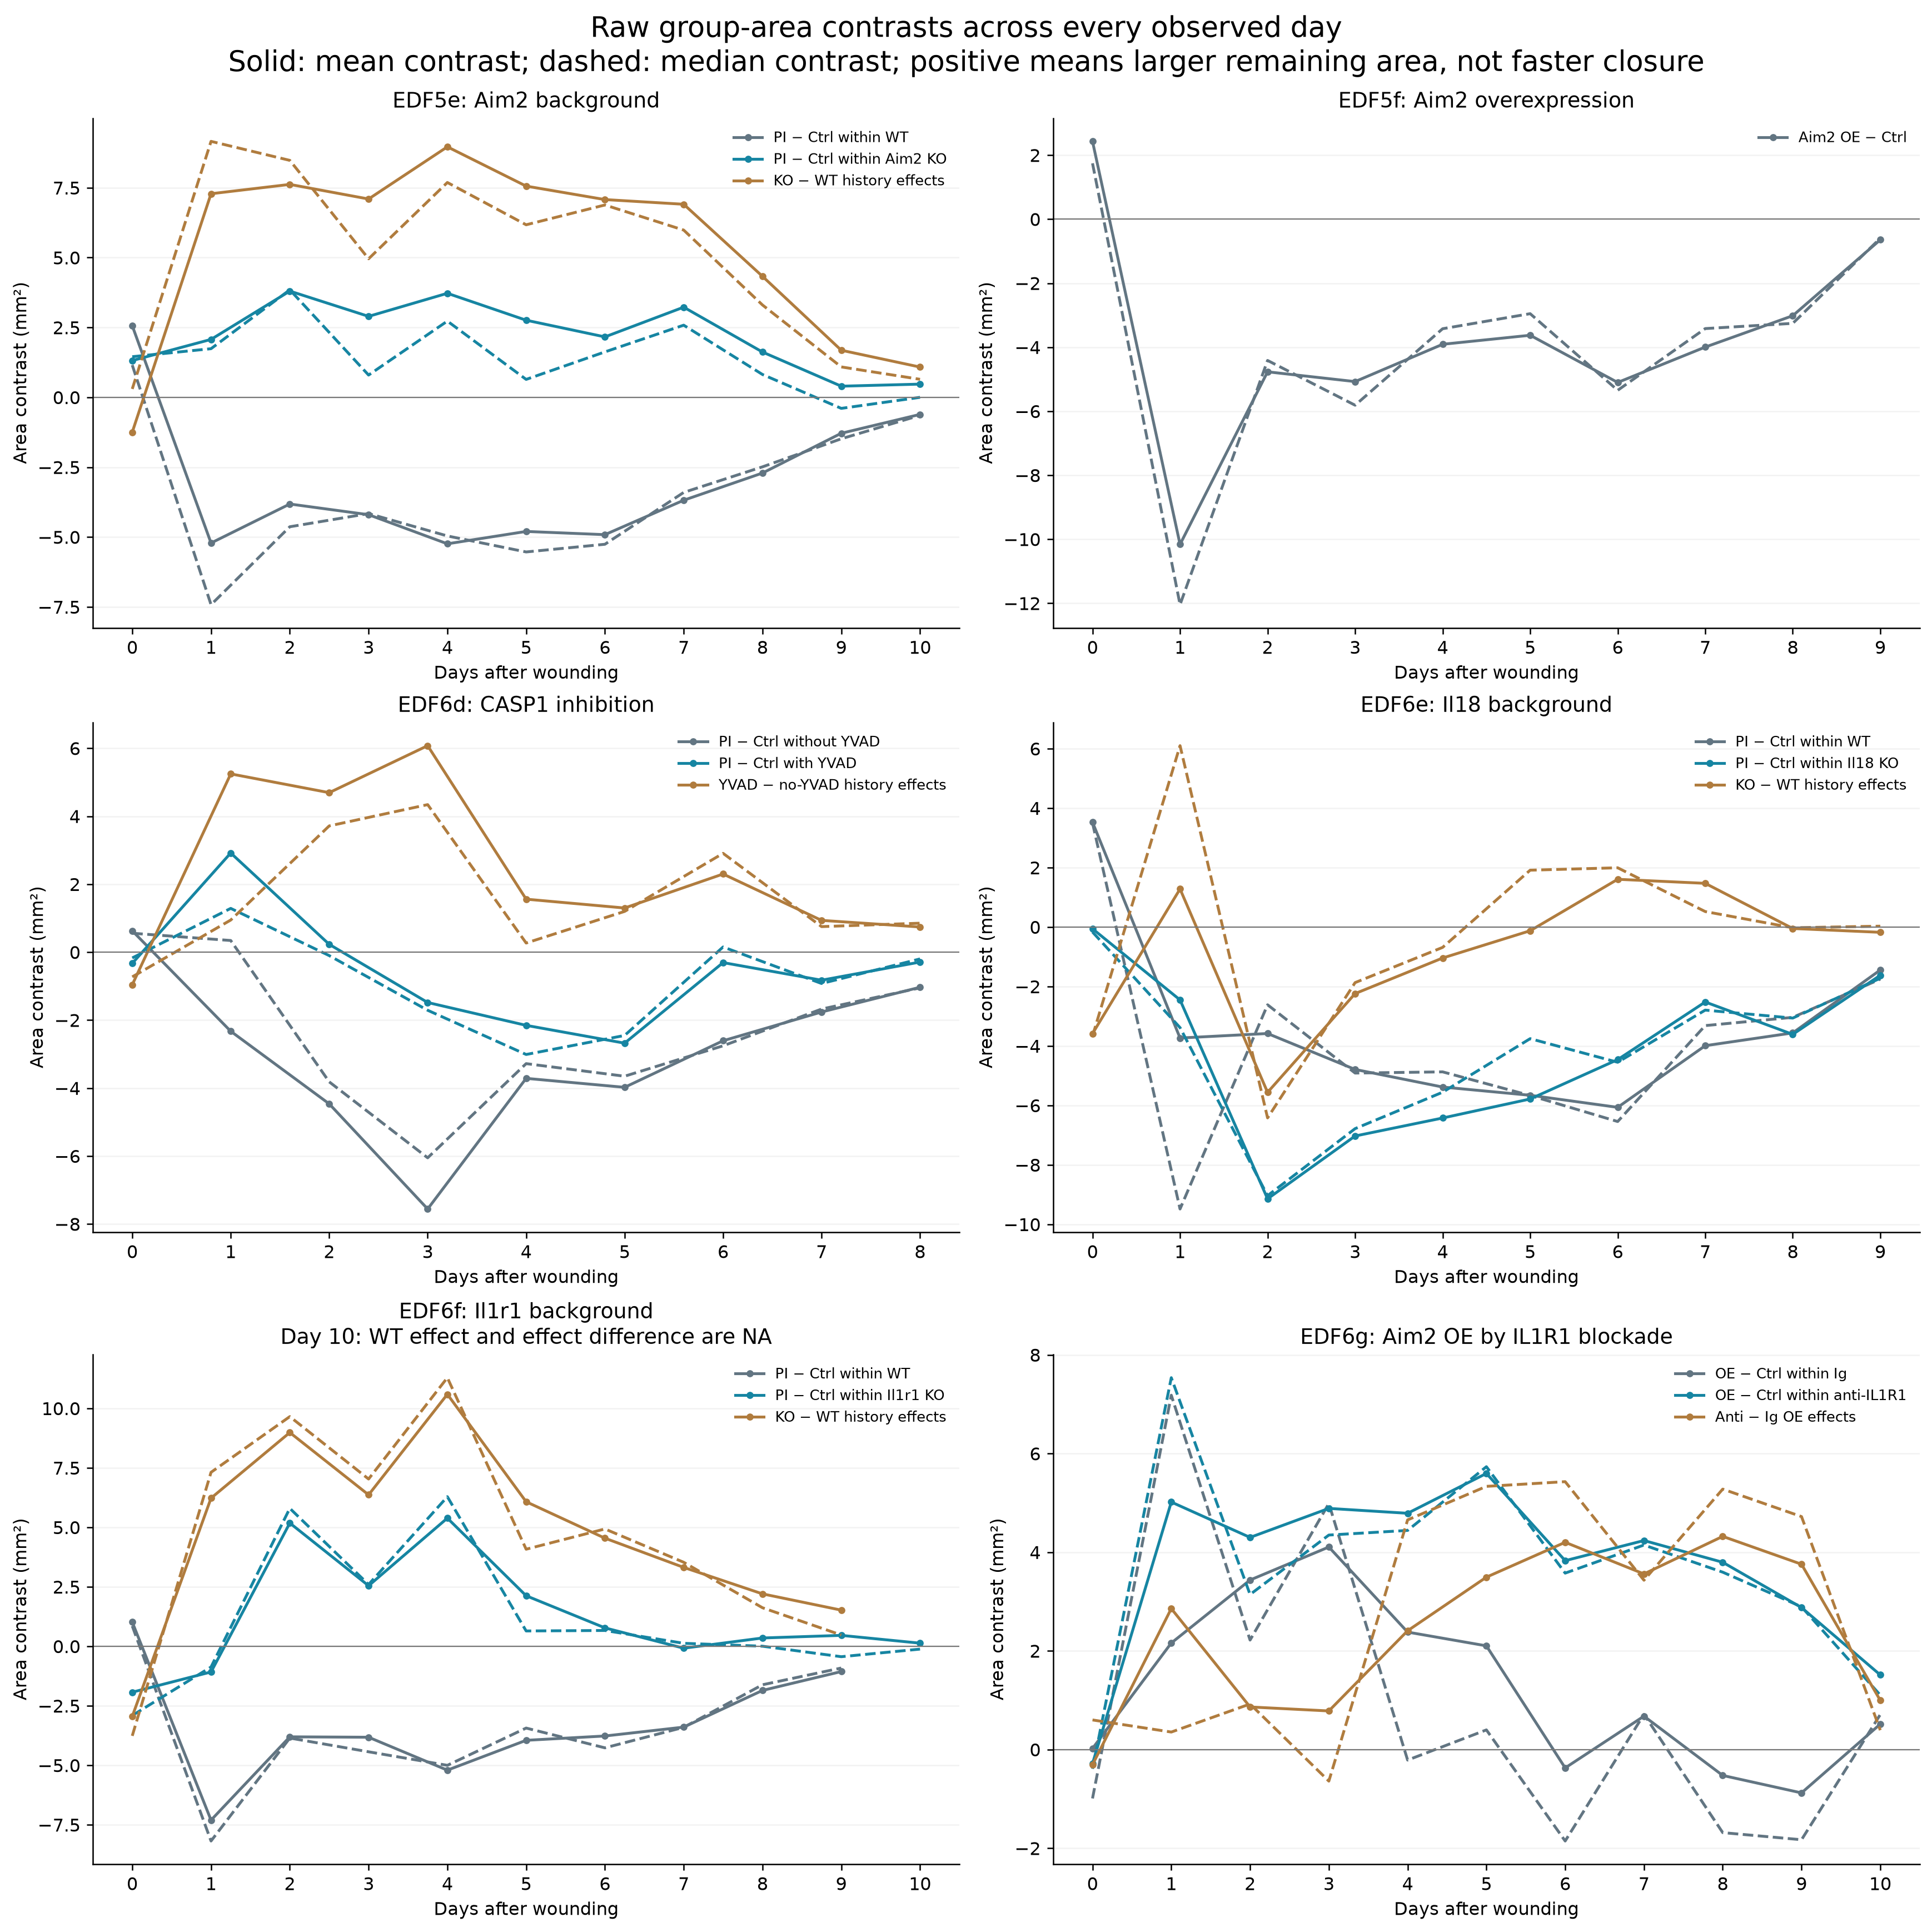 Raw group-area contrasts across every observed day
Solid: mean contrast; dashed: median contrast; positive means larger remaining area, not faster closure
EDF5e: Aim2 background
PI − Ctrl within WT
PI − Ctrl within Aim2 KO
KO − WT history effects
Area contrast (mm²)
7.5
5.0
2.5
0.0
−2.5
−5.0
−7.5
0 1 2 3 4 5 6 7 8 9 10
Days after wounding
EDF5f: Aim2 overexpression
Aim2 OE − Ctrl
Area contrast (mm²)
2
0
−2
−4
−6
−8
−10
−12
0 1 2 3 4 5 6 7 8 9
Days after wounding
EDF6d: CASP1 inhibition
PI − Ctrl without YVAD
PI − Ctrl with YVAD
YVAD − no-YVAD history effects
Area contrast (mm²)
6
4
2
0
−2
−4
−6
−8
0 1 2 3 4 5 6 7 8
Days after wounding
EDF6e: Il18 background
PI − Ctrl within WT
PI − Ctrl within Il18 KO
KO − WT history effects
Area contrast (mm²)
6
4
2
0
−2
−4
−6
−8
−10
0 1 2 3 4 5 6 7 8 9
Days after wounding
EDF6f: Il1r1 background
Day 10: WT effect and effect difference are NA
PI − Ctrl within WT
PI − Ctrl within Il1r1 KO
KO − WT history effects
Area contrast (mm²)
10.0
7.5
5.0
2.5
0.0
−2.5
−5.0
−7.5
0 1 2 3 4 5 6 7 8 9 10
Days after wounding
EDF6g: Aim2 OE by IL1R1 blockade
OE − Ctrl within Ig
OE − Ctrl within anti-IL1R1
Anti − Ig OE effects
Area contrast (mm²)
8
6
4
2
0
−2
0 1 2 3 4 5 6 7 8 9 10
Days after wounding